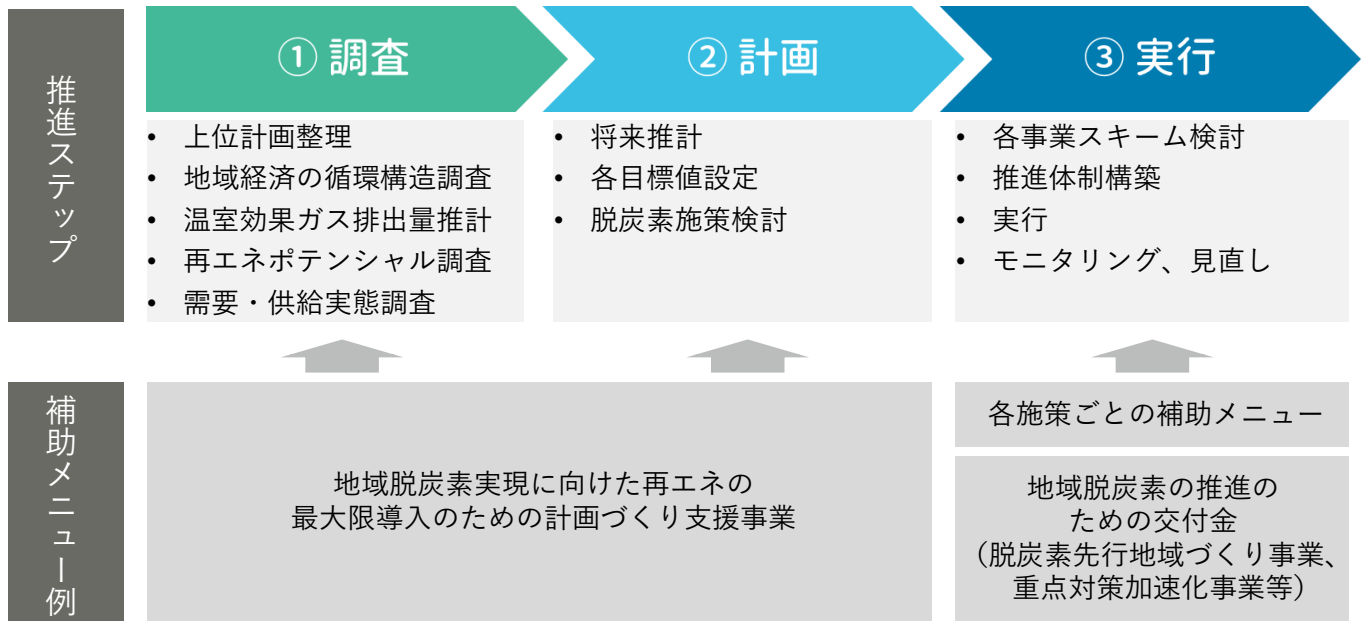 推進ステップ
① 調査
② 計画
③ 実行
• 上位計画整理
• 地域経済の循環構造調査
• 温室効果ガス排出量推計
• 再エネポテンシャル調査
• 需要・供給実態調査
• 将来推計
• 各目標値設定
• 脱炭素施策検討
• 各事業スキーム検討
• 推進体制構築
• 実行
• モニタリング、見直し
補助メニュー例
地域脱炭素実現に向けた再エネの
最大限導入のための計画づくり支援事業
各施策ごとの補助メニュー
地域脱炭素の推進の
ための交付金
（脱炭素先行地域づくり事業、
重点対策加速化事業等）